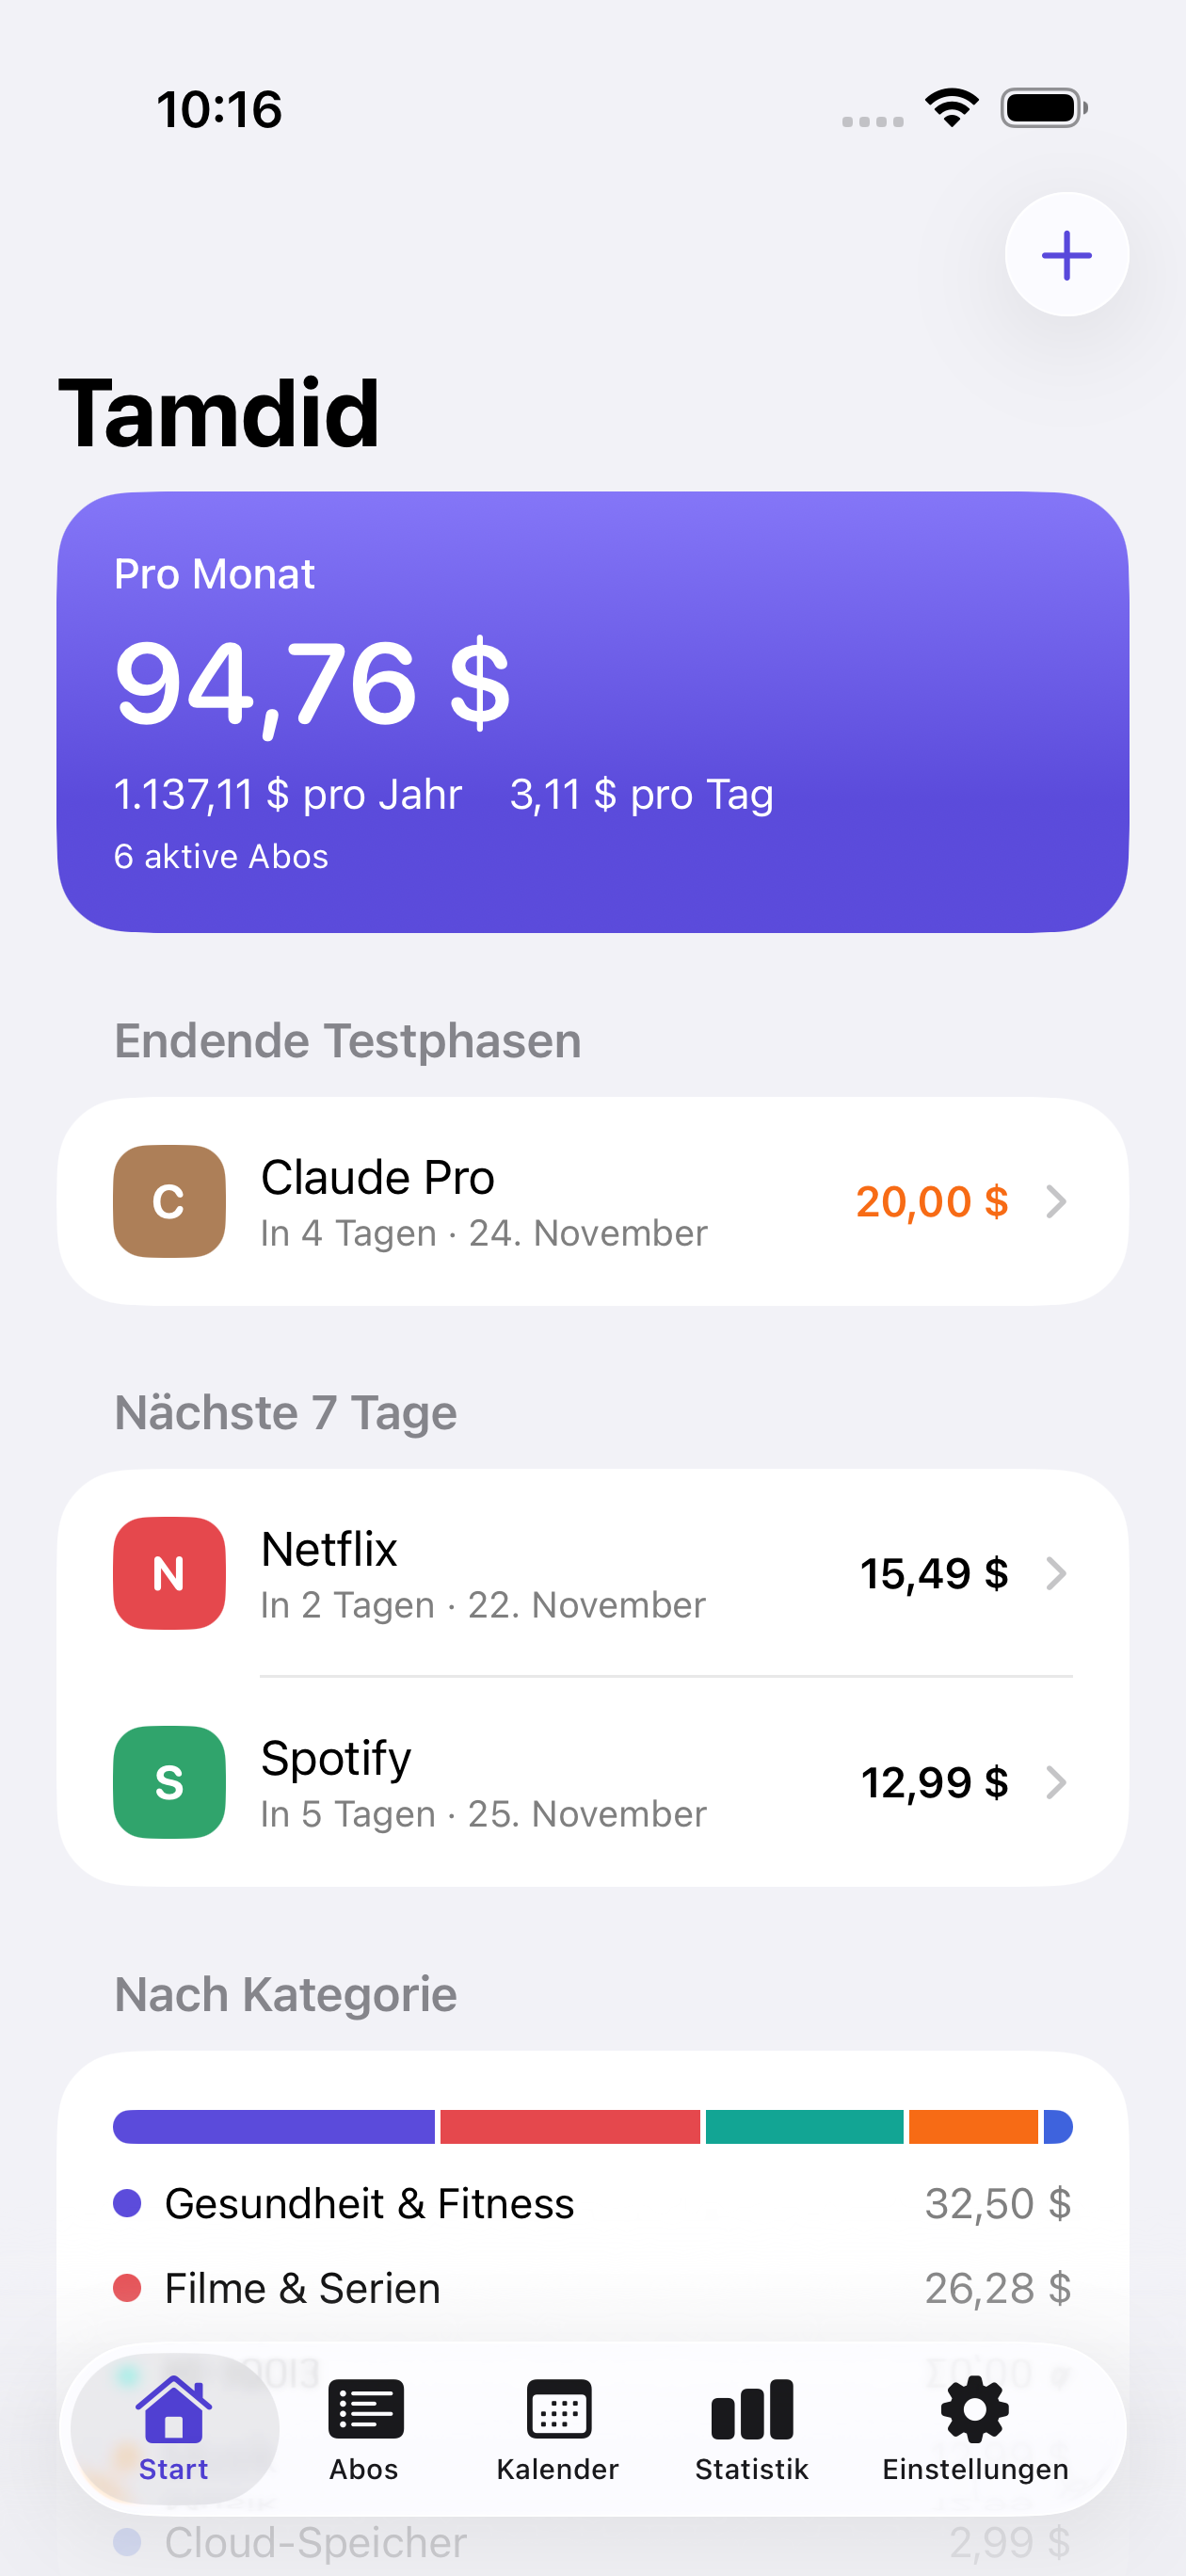 10:16
Tamdid
Pro Monat
94,76 $
1.137,11 $ pro Jahr 3,11 $ pro Tag
6 aktive Abos
Endende Testphasen
C
Claude Pro
In 4 Tagen · 24. November
20,00 $
Nächste 7 Tage
N
Netflix
In 2 Tagen · 22. November
15,49 $
S
Spotify
In 5 Tagen · 25. November
12,99 $
Nach Kategorie
Gesundheit & Fitness 32,50 $
Filme & Serien 26,28 $
Start
Abos
Kalender
Statistik
Einstellungen
Cloud-Speicher 2,99 $